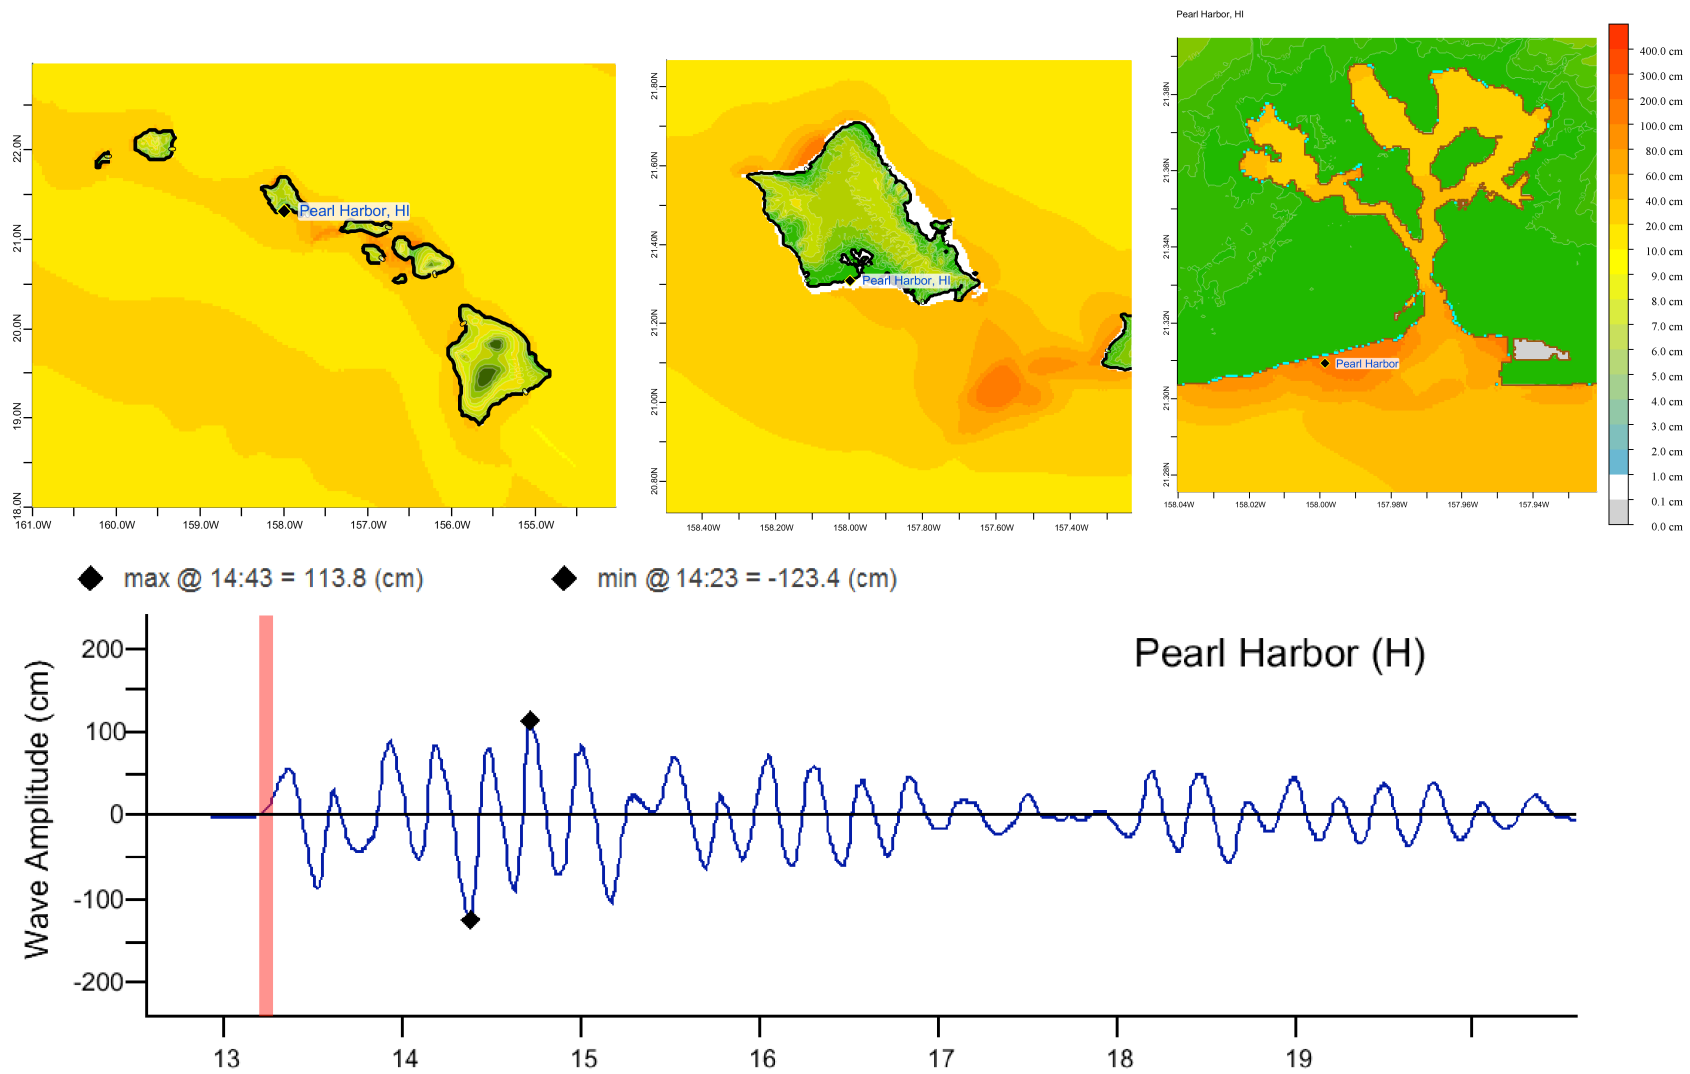 Pearl Harbor, HI
22.0N
21.0N
20.0N
19.0N
18.0N
161.0W 160.0W 159.0W 158.0W 157.0W 156.0W 155.0W
Pearl Harbor, HI
21.80N
21.60N
21.40N
21.20N
21.00N
20.80N
158.40W 158.20W 158.00W 157.80W 157.60W 157.40W
Pearl Harbor, HI
21.38N
21.36N
21.34N
21.32N
21.30N
21.28N
158.04W 158.02W 158.00W 157.98W 157.96W 157.94W
Pearl Harbor
400.0 cm
300.0 cm
200.0 cm
100.0 cm
80.0 cm
60.0 cm
40.0 cm
20.0 cm
10.0 cm
9.0 cm
8.0 cm
7.0 cm
6.0 cm
5.0 cm
4.0 cm
3.0 cm
2.0 cm
1.0 cm
0.1 cm
0.0 cm
max @ 14:43 = 113.8 (cm) min @ 14:23 = -123.4 (cm)
Pearl Harbor (H)
Wave Amplitude (cm)
200
100
0
-100
-200
13 14 15 16 17 18 19